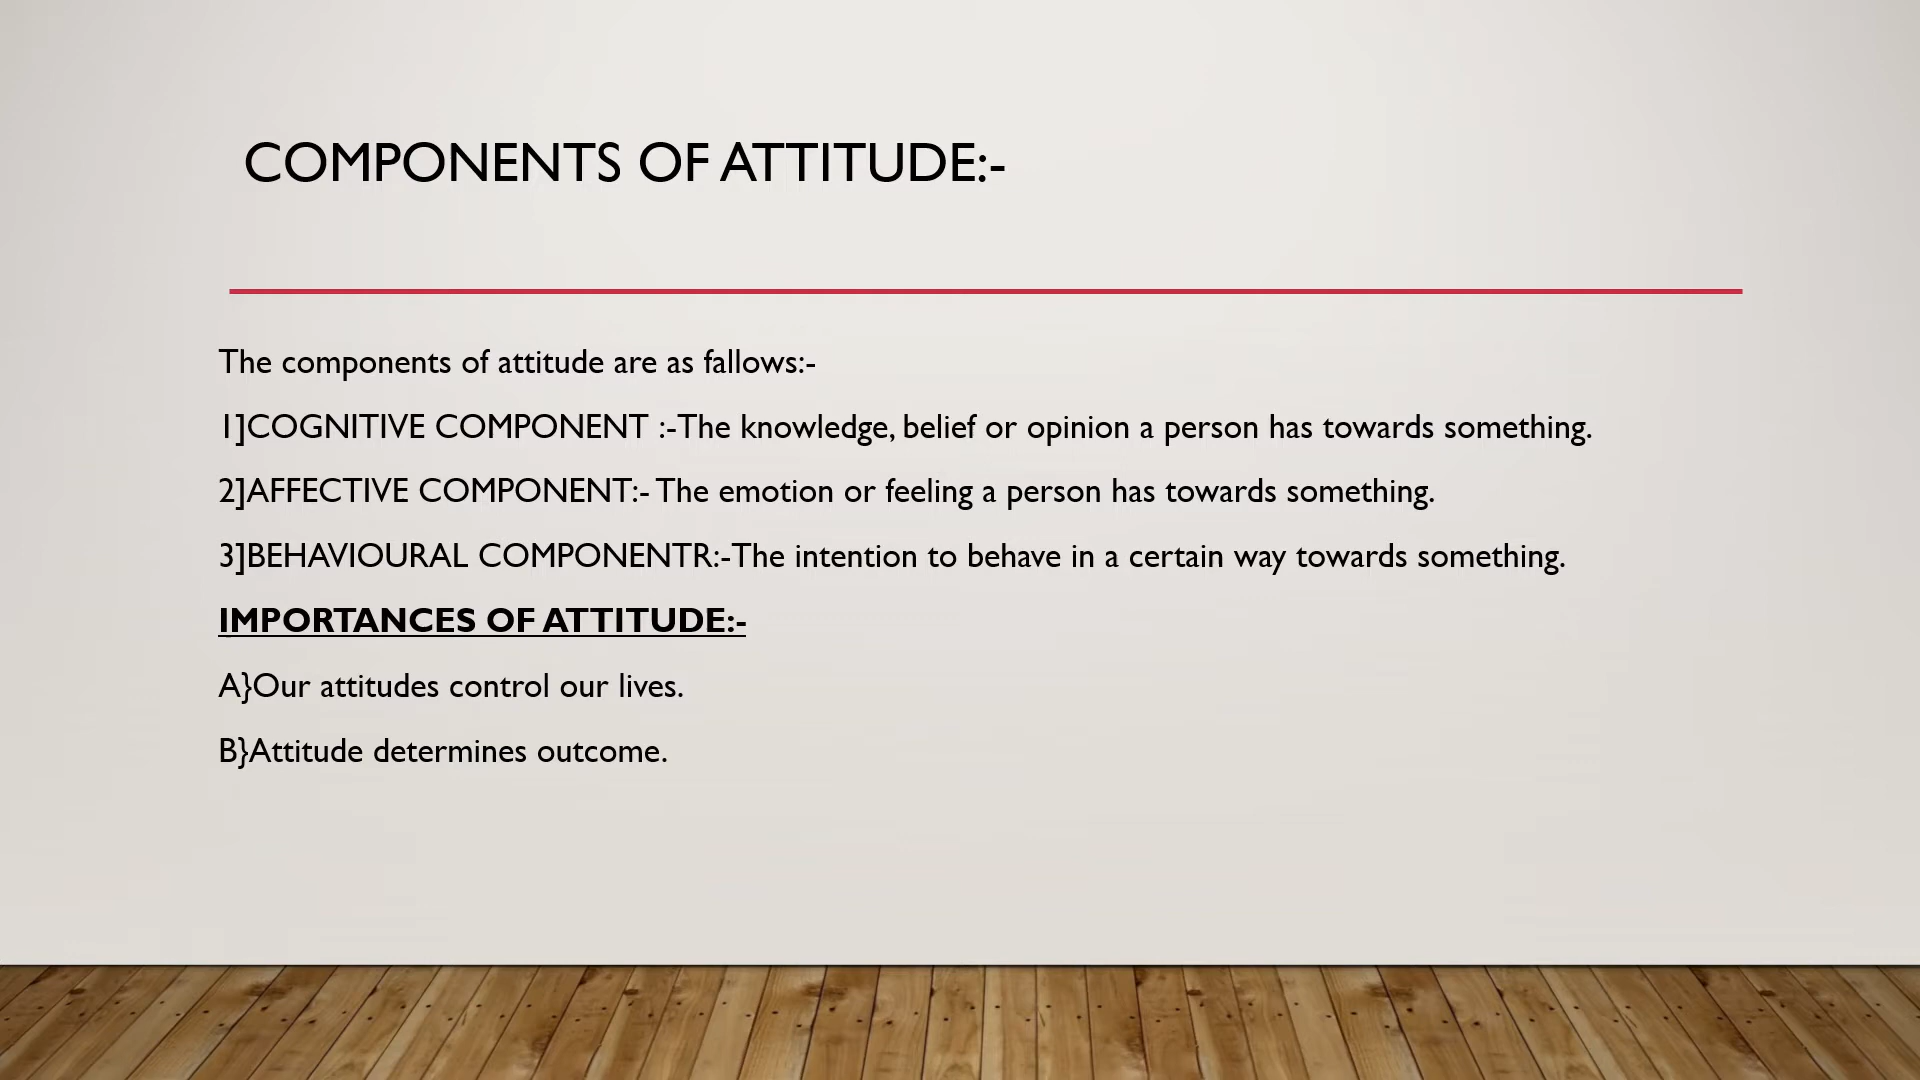 COMPONENTS OF ATTITUDE:-
The components of attitude are as fallows:-
1]COGNITIVE COMPONENT :-The knowledge, belief or opinion a person has towards something.
2]AFFECTIVE COMPONENT:- The emotion or feeling a person has towards something.
3]BEHAVIOURAL COMPONENTR:-The intention to behave in a certain way towards something.
IMPORTANCES OF ATTITUDE:-
A}Our attitudes control our lives.
B}Attitude determines outcome.